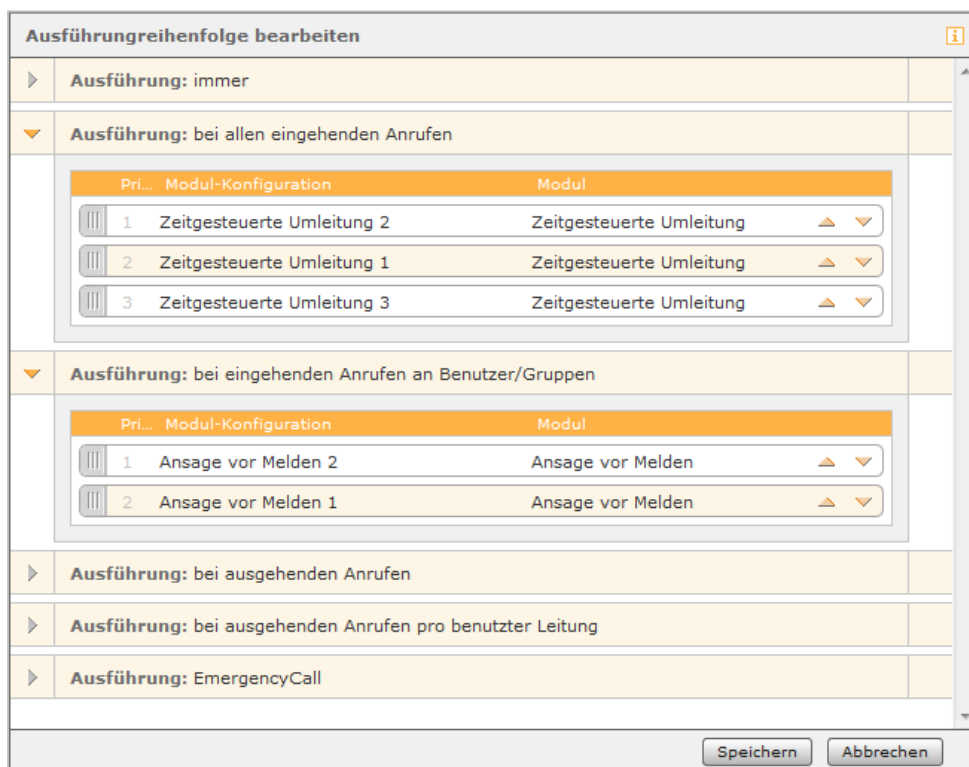 Ausführungreihenfolge bearbeiten
Ausführung: immer
Ausführung: bei allen eingehenden Anrufen
Pri... Modul-Konfiguration Modul
1 Zeitgesteuerte Umleitung 2 Zeitgesteuerte Umleitung
2 Zeitgesteuerte Umleitung 1 Zeitgesteuerte Umleitung
3 Zeitgesteuerte Umleitung 3 Zeitgesteuerte Umleitung
Ausführung: bei eingehenden Anrufen an Benutzer/Gruppen
Pri... Modul-Konfiguration Modul
1 Ansage vor Melden 2 Ansage vor Melden
2 Ansage vor Melden 1 Ansage vor Melden
Ausführung: bei ausgehenden Anrufen
Ausführung: bei ausgehenden Anrufen pro benutzter Leitung
Ausführung: EmergencyCall
Speichern Abbrechen